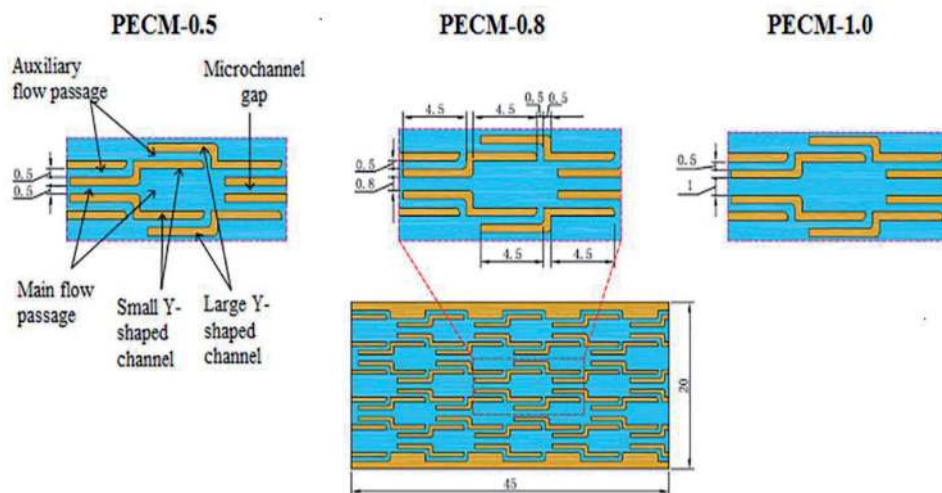 PECM-0.5
PECM-0.8
PECM-1.0
Auxiliary
flow passage
Microchannel
gap
0.5
0.5
Main flow
passage
Small Y-
shaped
channel
Large Y-
shaped
channel
4.5
4.5
0.5
0.5
0.5
0.8
4.5
4.5
0.5
1
20
45